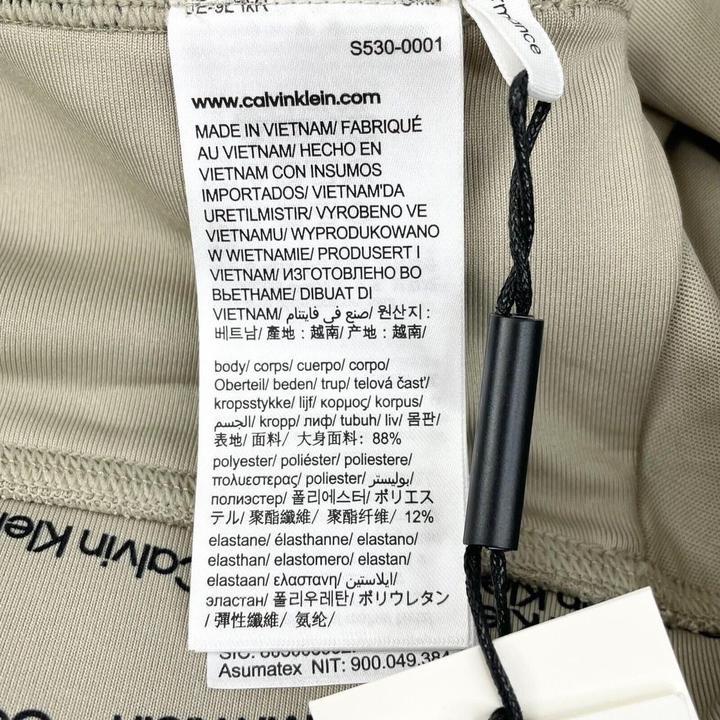 S530-0001
www.calvinklein.com
MADE IN VIETNAM/ FABRIQUÉ
AU VIETNAM/ HECHO EN
VIETNAM CON INSUMOS
IMPORTADOS/ VIETNAM'DA
URETILMISTIR/ VYROBENO VE
VIETNAMU/ WYPRODUKOWANO
W WIETNAMIE/ PRODUSERT I
VIETNAM/ ИЗГОТОВЛЕНО ВО
ВЬЕТНАМЕ/ DIBUAT DI
VIETNAM/ صنع في فايتنام/ 원산지 :
베트남/ 產地 : 越南/ 产地 : 越南/
body/ corps/ cuerpo/ corpo/
Oberteil/ beden/ trup/ telová časť/
kropsstykke/ lijf/ κορμος/ korpus/
الجسم/ kropp/ лиф/ tubuh/ liv/ 몸판/
表地/ 面料/ 大身面料: 88%
polyester/ poliéster/ poliestere/
πολυεστερας/ poliester/ بوليستر/
полиэстер/ 폴리에스터/ ポリエス
テル/ 聚酯纖維/ 聚酯纤维/ 12%
elastane/ élasthanne/ elastano/
elasthan/ elastomero/ elastan/
elastaan/ ελαστανη/ ايلاستين/
эластан/ 폴리우레탄/ ポリウレタン
/ 彈性纖維/ 氨纶/
Asumatex NIT: 900.049.384
Calvin Klein